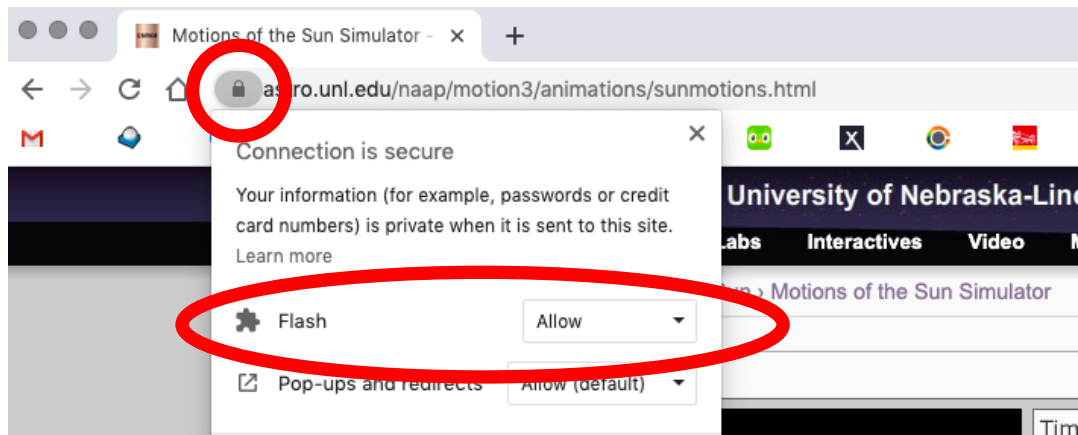 Motions of the Sun Simulator -
astro.unl.edu/naap/motion3/animations/sunmotions.html
Connection is secure
Your information (for example, passwords or credit
card numbers) is private when it is sent to this site.
Learn more
University of Nebraska-Linc
Labs Interactives Video
› Motions of the Sun Simulator
Flash Allow
Pop-ups and redirects Allow (default)
Tim